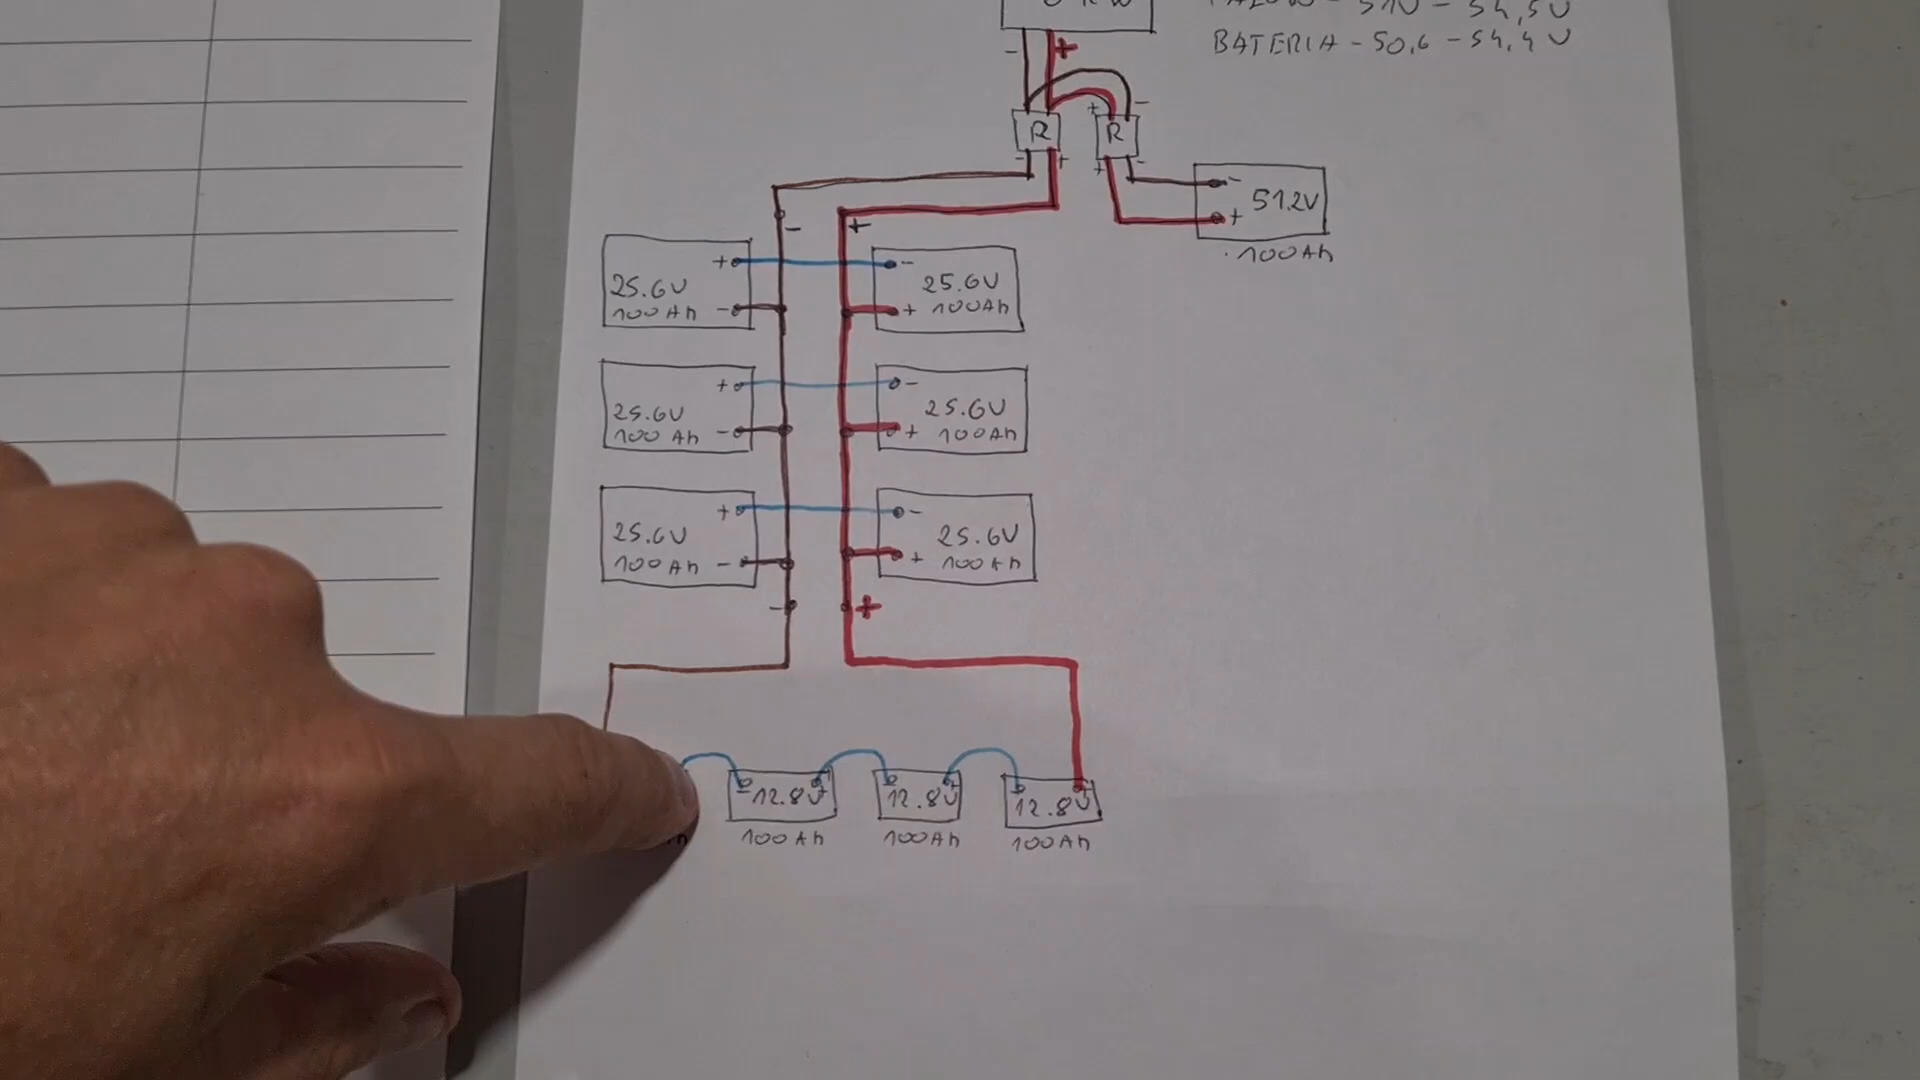 BATERIA - 50,6 - 54,4 V
- +
+ -
R R
- + + -
- 51.2V
+
100Ah
- +
+ 25.6V 100Ah -
- 25.6V 100Ah +
+ 25.6V 100Ah -
- 25.6V 100Ah +
+ 25.6V 100Ah -
- 25.6V 100Ah +
- +
- 12.8V + 12.8V + 12.8V +
100Ah 100Ah 100Ah